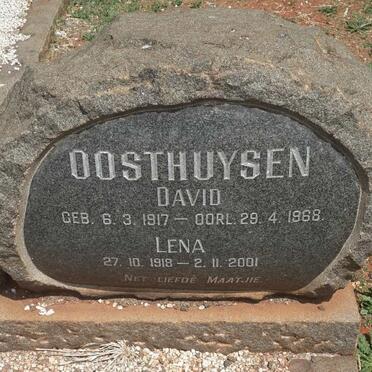 OOSTHUYSEN
DAVID
GEB. 6. 3. 1917 — OORL. 29. 4. 1968.
LENA
27. 10. 1918 — 2. 11. 2001
NET LIEFDE MAATJIE